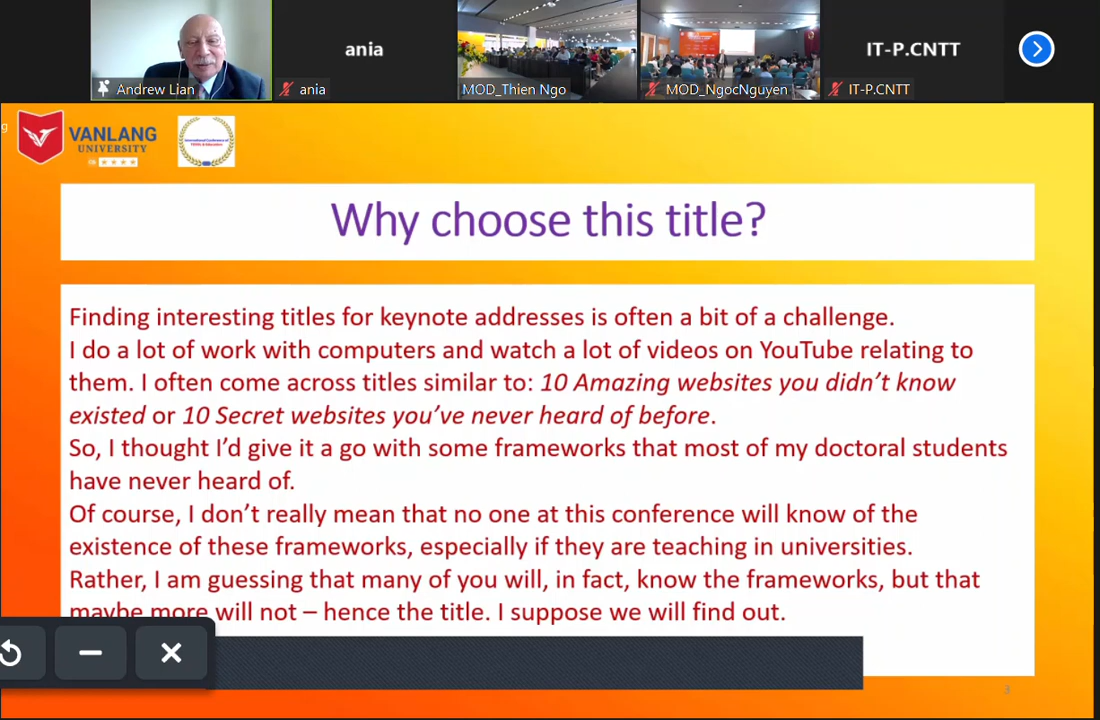 ania
IT-P.CNTT
Andrew Lian
ania
MOD_Thien Ngo
MOD_NgocNguyen
IT-P.CNTT
g
VANLANG
UNIVERSITY
International Conference of
TESOL & Education
Why choose this title?
Finding interesting titles for keynote addresses is often a bit of a challenge.
I do a lot of work with computers and watch a lot of videos on YouTube relating to
them. I often come across titles similar to: 10 Amazing websites you didn't know
existed or 10 Secret websites you've never heard of before.
So, I thought I'd give it a go with some frameworks that most of my doctoral students
have never heard of.
Of course, I don't really mean that no one at this conference will know of the
existence of these frameworks, especially if they are teaching in universities.
Rather, I am guessing that many of you will, in fact, know the frameworks, but that
maybe more will not – hence the title. I suppose we will find out.
3